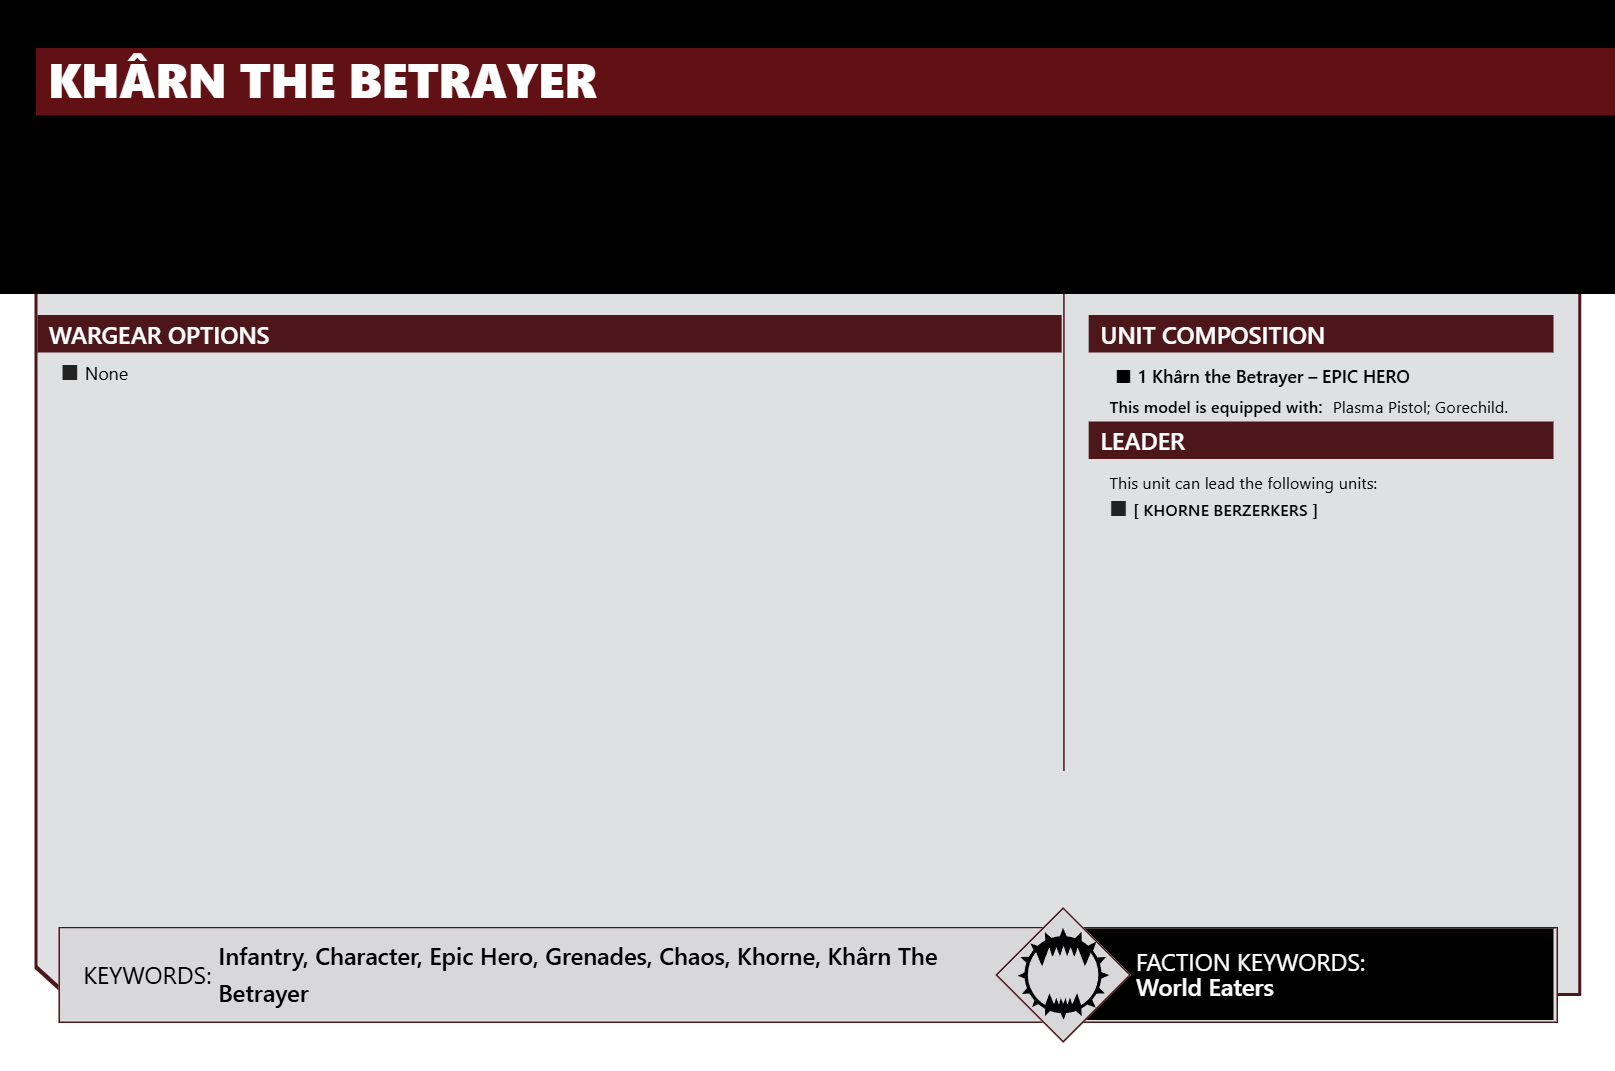 KHÂRN THE BETRAYER
WARGEAR OPTIONS
None
UNIT COMPOSITION
1 Khârn the Betrayer – EPIC HERO
This model is equipped with: Plasma Pistol; Gorechild.
LEADER
This unit can lead the following units:
[ KHORNE BERZERKERS ]
KEYWORDS: Infantry, Character, Epic Hero, Grenades, Chaos, Khorne, Khârn The
Betrayer
FACTION KEYWORDS:
World Eaters